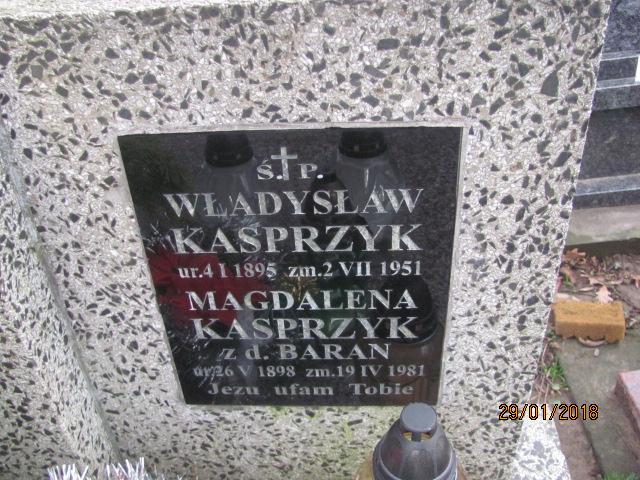 Ś. P.
WŁADYSŁAW
KASPRZYK
ur.4 I 1895 zm.2 VII 1951
MAGDALENA
KASPRZYK
z d. BARAN
ur.26 V 1898 zm.19 IV 1981
Jezu ufam Tobie
29/01/2018